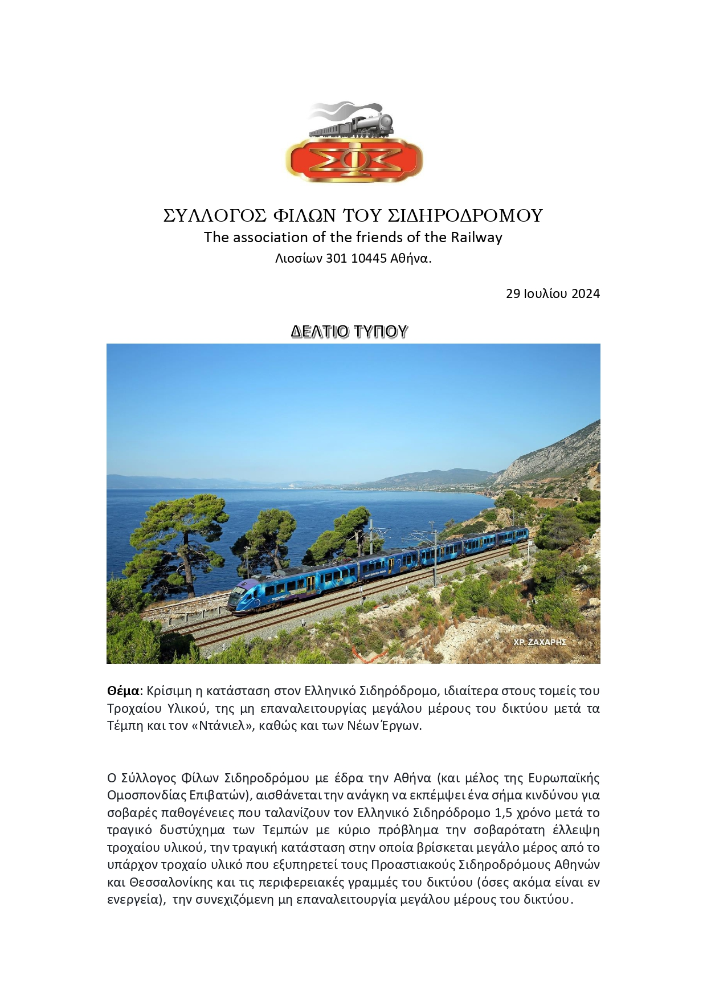 ΣΦΣ
ΣΥΛΛΟΓΟΣ ΦΙΛΩΝ ΤΟΥ ΣΙΔΗΡΟΔΡΟΜΟΥ
The association of the friends of the Railway
Λιοσίων 301 10445 Αθήνα.
29 Ιουλίου 2024
ΔΕΛΤΙΟ ΤΥΠΟΥ
ΧΡ. ΖΑΧΑΡΗΣ
Θέμα: Κρίσιμη η κατάσταση στον Ελληνικό Σιδηρόδρομο, ιδιαίτερα στους τομείς του
Τροχαίου Υλικού, της μη επαναλειτουργίας μεγάλου μέρους του δικτύου μετά τα
Τέμπη και τον «Ντάνιελ», καθώς και των Νέων Έργων.
Ο Σύλλογος Φίλων Σιδηροδρόμου με έδρα την Αθήνα (και μέλος της Ευρωπαϊκής
Ομοσπονδίας Επιβατών), αισθάνεται την ανάγκη να εκπέμψει ένα σήμα κινδύνου για
σοβαρές παθογένειες που ταλανίζουν τον Ελληνικό Σιδηρόδρομο 1,5 χρόνο μετά το
τραγικό δυστύχημα των Τεμπών με κύριο πρόβλημα την σοβαρότατη έλλειψη
τροχαίου υλικού, την τραγική κατάσταση στην οποία βρίσκεται μεγάλο μέρος από το
υπάρχον τροχαίο υλικό που εξυπηρετεί τους Προαστιακούς Σιδηροδρόμους Αθηνών
και Θεσσαλονίκης και τις περιφερειακές γραμμές του δικτύου (όσες ακόμα είναι εν
ενεργεία), την συνεχιζόμενη μη επαναλειτουργία μεγάλου μέρους του δικτύου.